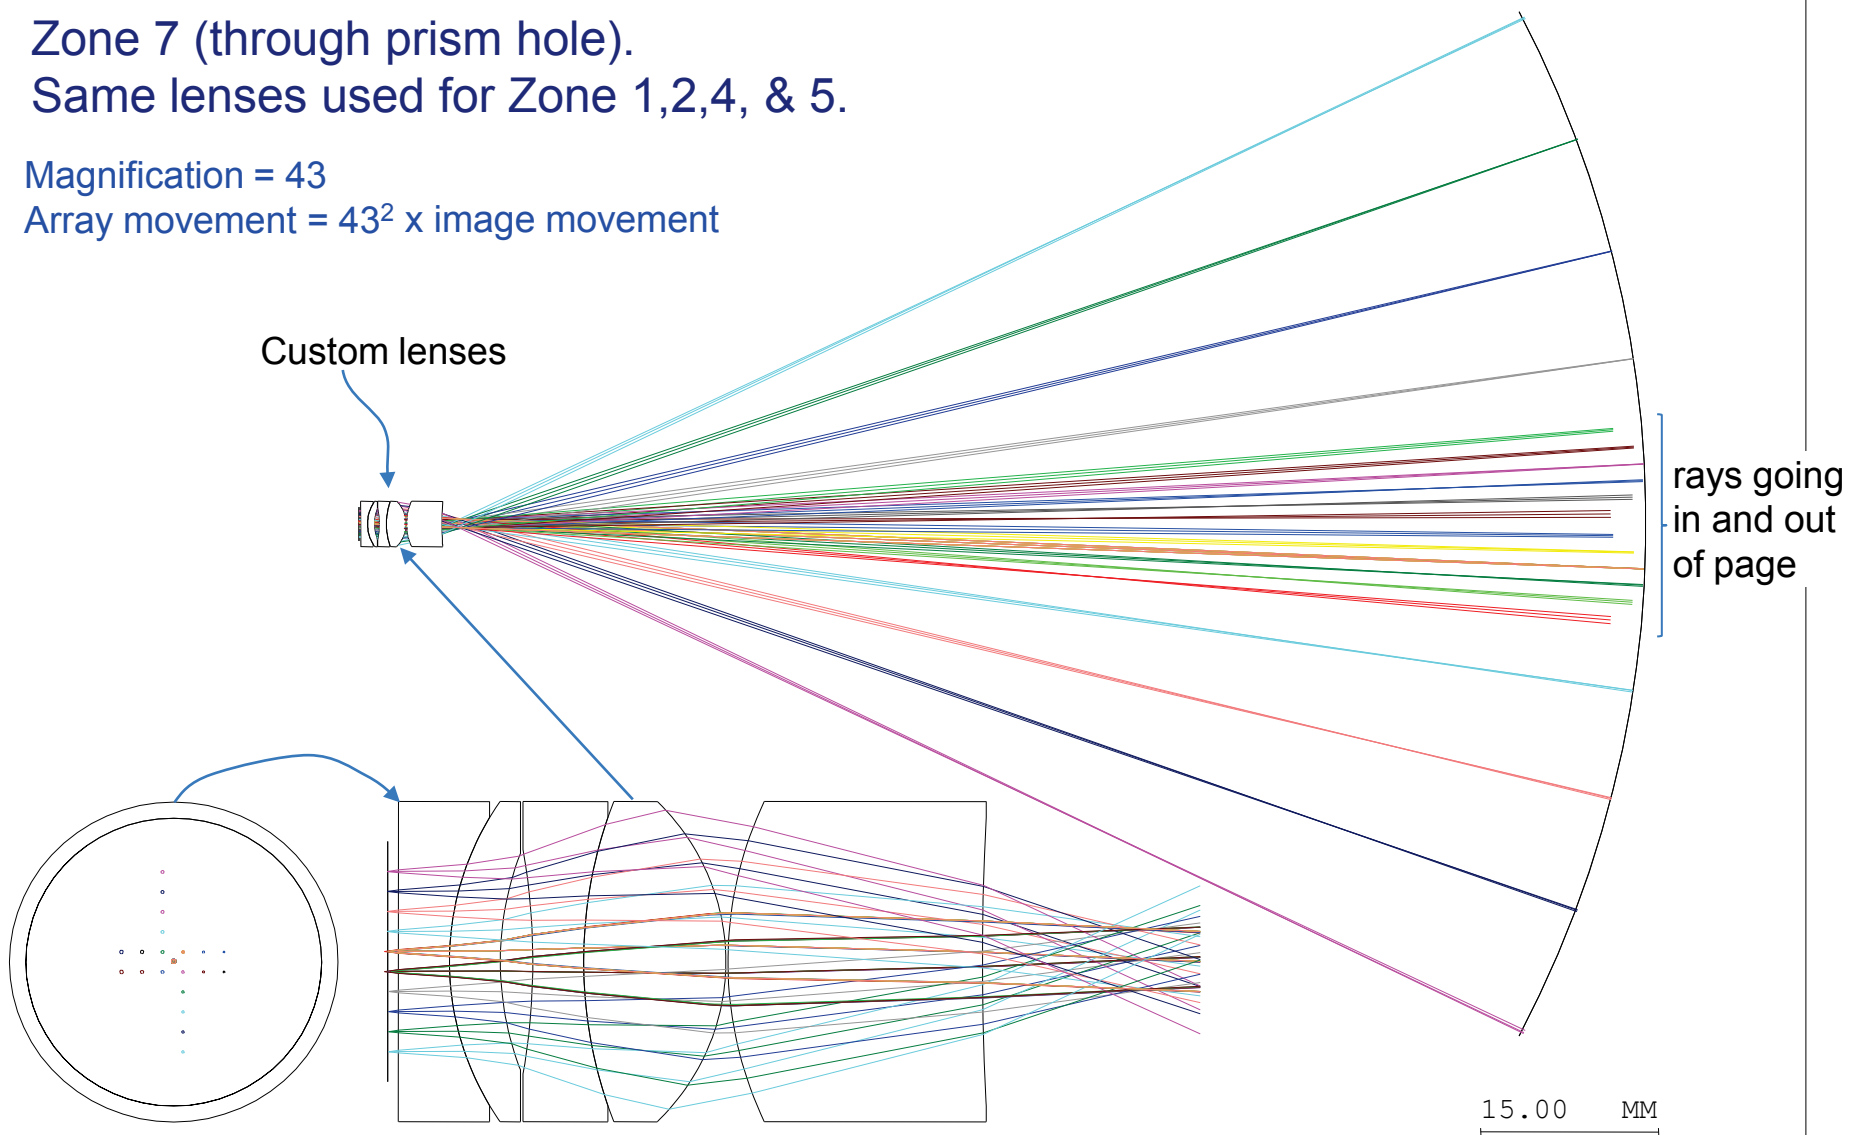 Zone 7 (through prism hole).
Same lenses used for Zone 1,2,4, & 5.
Magnification = 43
Array movement = 43² x image movement
Custom lenses
rays going
in and out
of page
15.00 MM